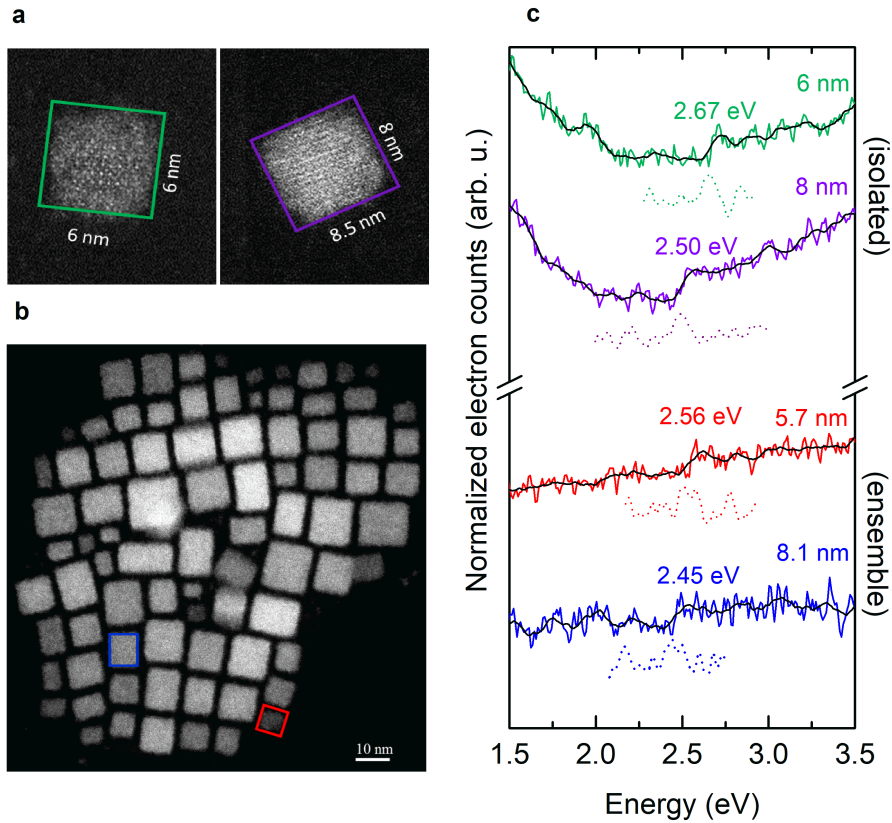 a
6 nm
6 nm
8 nm
8.5 nm
b
10 nm
c
Normalized electron counts (arb. u.)
6 nm
2.67 eV
8 nm
2.50 eV
(isolated)
2.56 eV
5.7 nm
2.45 eV
8.1 nm
(ensemble)
1.5
2.0
2.5
3.0
3.5
Energy (eV)